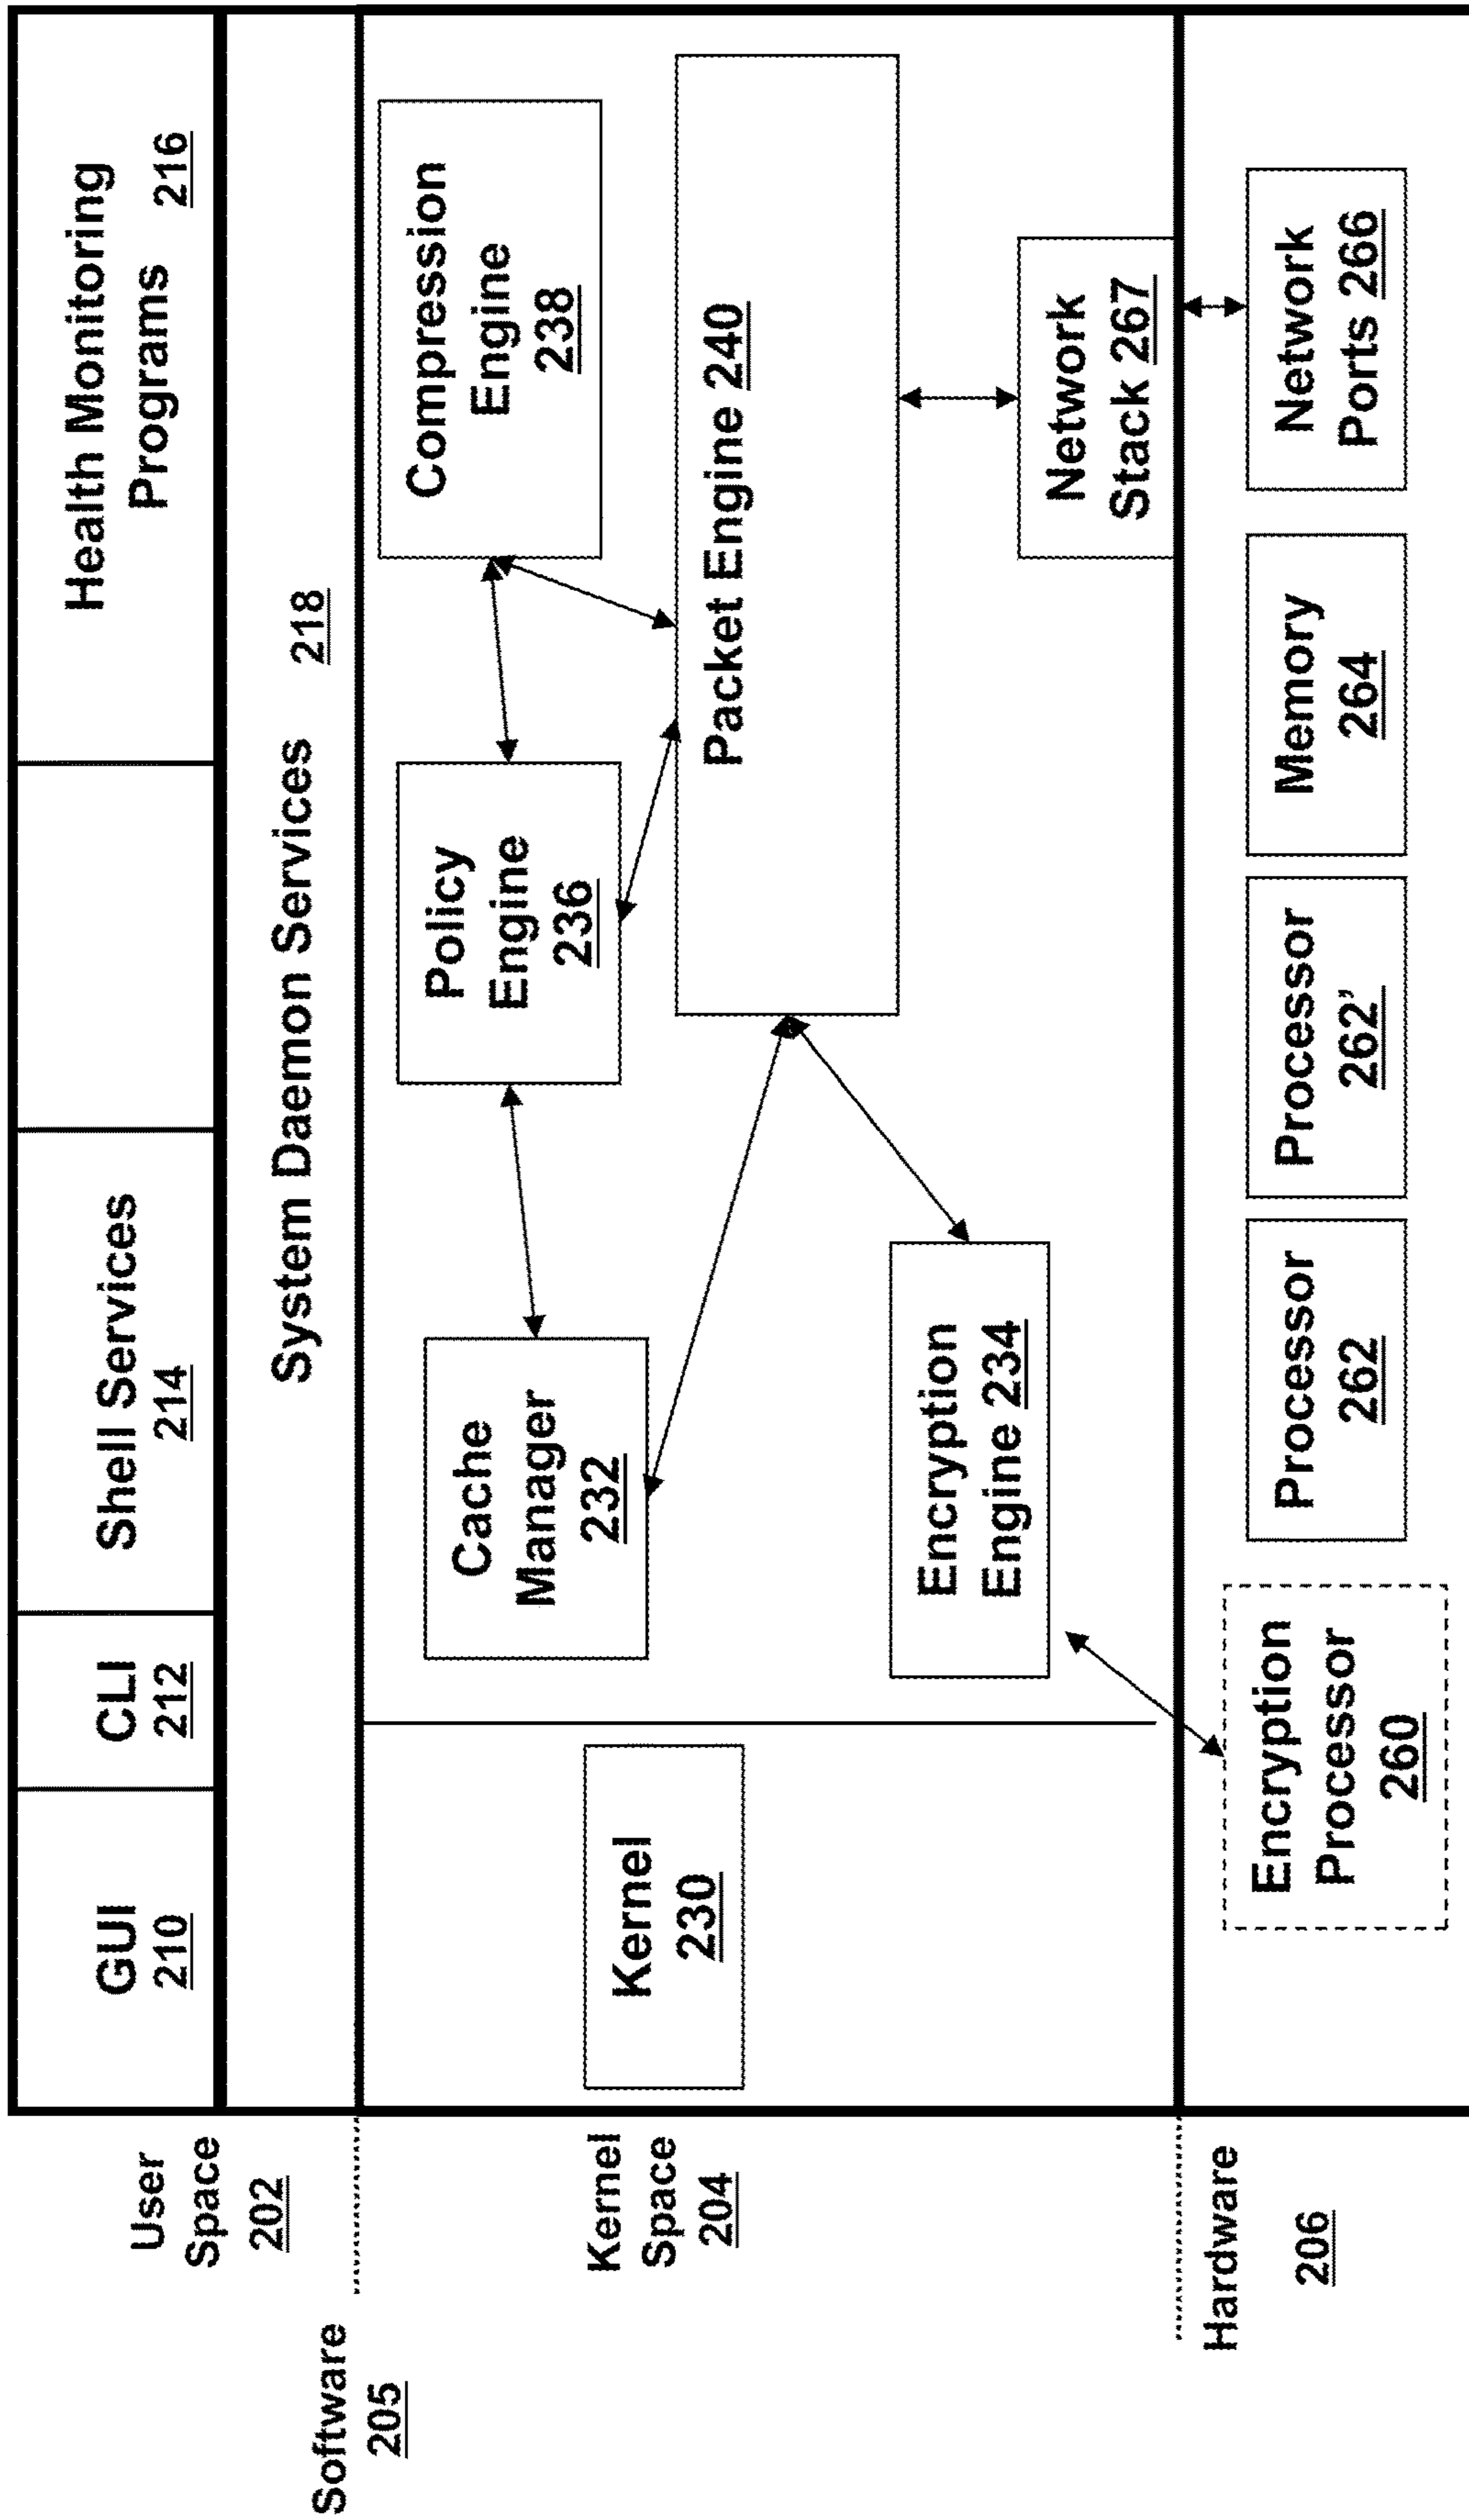 Software
205
User
Space
202
Kernel
Space
204
Hardware
206
GUI
210
CLI
212
Shell Services
214
Health Monitoring
Programs 216
System Daemon Services 218
Kernel
230
Cache
Manager
232
Policy
Engine
236
Compression
Engine
238
Packet Engine 240
Encryption
Engine 234
Network
Stack 267
Encryption
Processor
260
Processor
262
Processor
262’
Memory
264
Network
Ports 266